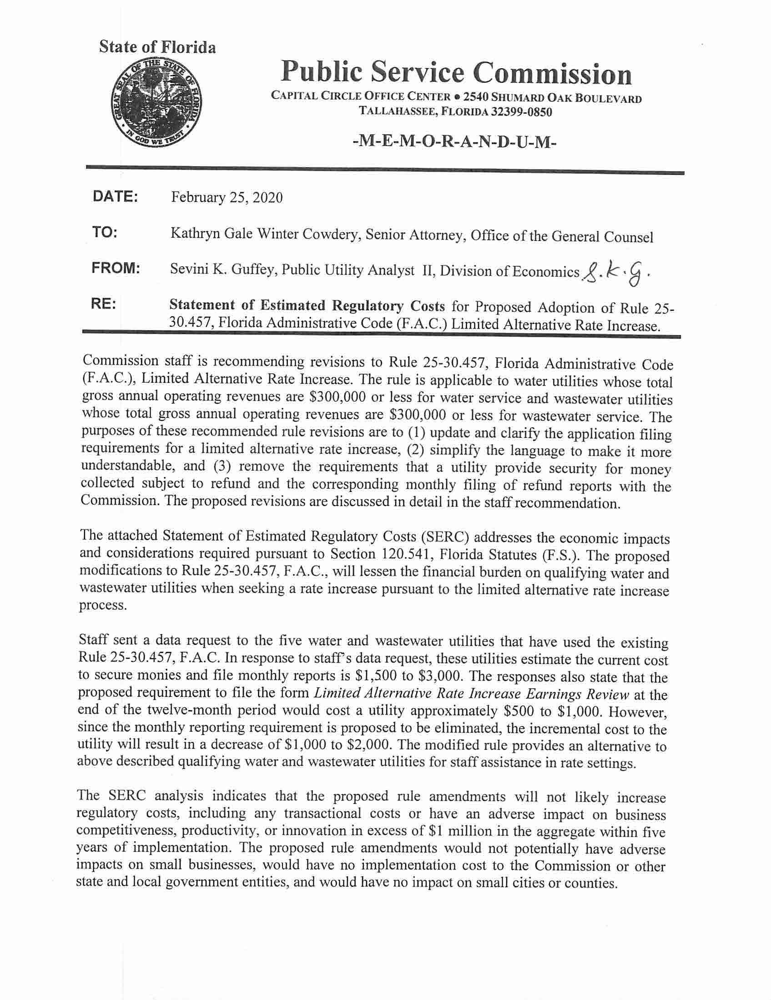 State of Florida
GREAT SEAL OF THE STATE OF FLORIDA
IN GOD WE TRUST
Public Service Commission
CAPITAL CIRCLE OFFICE CENTER ● 2540 SHUMARD OAK BOULEVARD
TALLAHASSEE, FLORIDA 32399-0850
-M-E-M-O-R-A-N-D-U-M-
DATE: February 25, 2020
TO: Kathryn Gale Winter Cowdery, Senior Attorney, Office of the General Counsel
FROM: Sevini K. Guffey, Public Utility Analyst II, Division of Economics S.K.G.
RE: Statement of Estimated Regulatory Costs for Proposed Adoption of Rule 25-
30.457, Florida Administrative Code (F.A.C.) Limited Alternative Rate Increase.
Commission staff is recommending revisions to Rule 25-30.457, Florida Administrative Code
(F.A.C.), Limited Alternative Rate Increase. The rule is applicable to water utilities whose total
gross annual operating revenues are $300,000 or less for water service and wastewater utilities
whose total gross annual operating revenues are $300,000 or less for wastewater service. The
purposes of these recommended rule revisions are to (1) update and clarify the application filing
requirements for a limited alternative rate increase, (2) simplify the language to make it more
understandable, and (3) remove the requirements that a utility provide security for money
collected subject to refund and the corresponding monthly filing of refund reports with the
Commission. The proposed revisions are discussed in detail in the staff recommendation.
The attached Statement of Estimated Regulatory Costs (SERC) addresses the economic impacts
and considerations required pursuant to Section 120.541, Florida Statutes (F.S.). The proposed
modifications to Rule 25-30.457, F.A.C., will lessen the financial burden on qualifying water and
wastewater utilities when seeking a rate increase pursuant to the limited alternative rate increase
process.
Staff sent a data request to the five water and wastewater utilities that have used the existing
Rule 25-30.457, F.A.C. In response to staff's data request, these utilities estimate the current cost
to secure monies and file monthly reports is $1,500 to $3,000. The responses also state that the
proposed requirement to file the form Limited Alternative Rate Increase Earnings Review at the
end of the twelve-month period would cost a utility approximately $500 to $1,000. However,
since the monthly reporting requirement is proposed to be eliminated, the incremental cost to the
utility will result in a decrease of $1,000 to $2,000. The modified rule provides an alternative to
above described qualifying water and wastewater utilities for staff assistance in rate settings.
The SERC analysis indicates that the proposed rule amendments will not likely increase
regulatory costs, including any transactional costs or have an adverse impact on business
competitiveness, productivity, or innovation in excess of $1 million in the aggregate within five
years of implementation. The proposed rule amendments would not potentially have adverse
impacts on small businesses, would have no implementation cost to the Commission or other
state and local government entities, and would have no impact on small cities or counties.